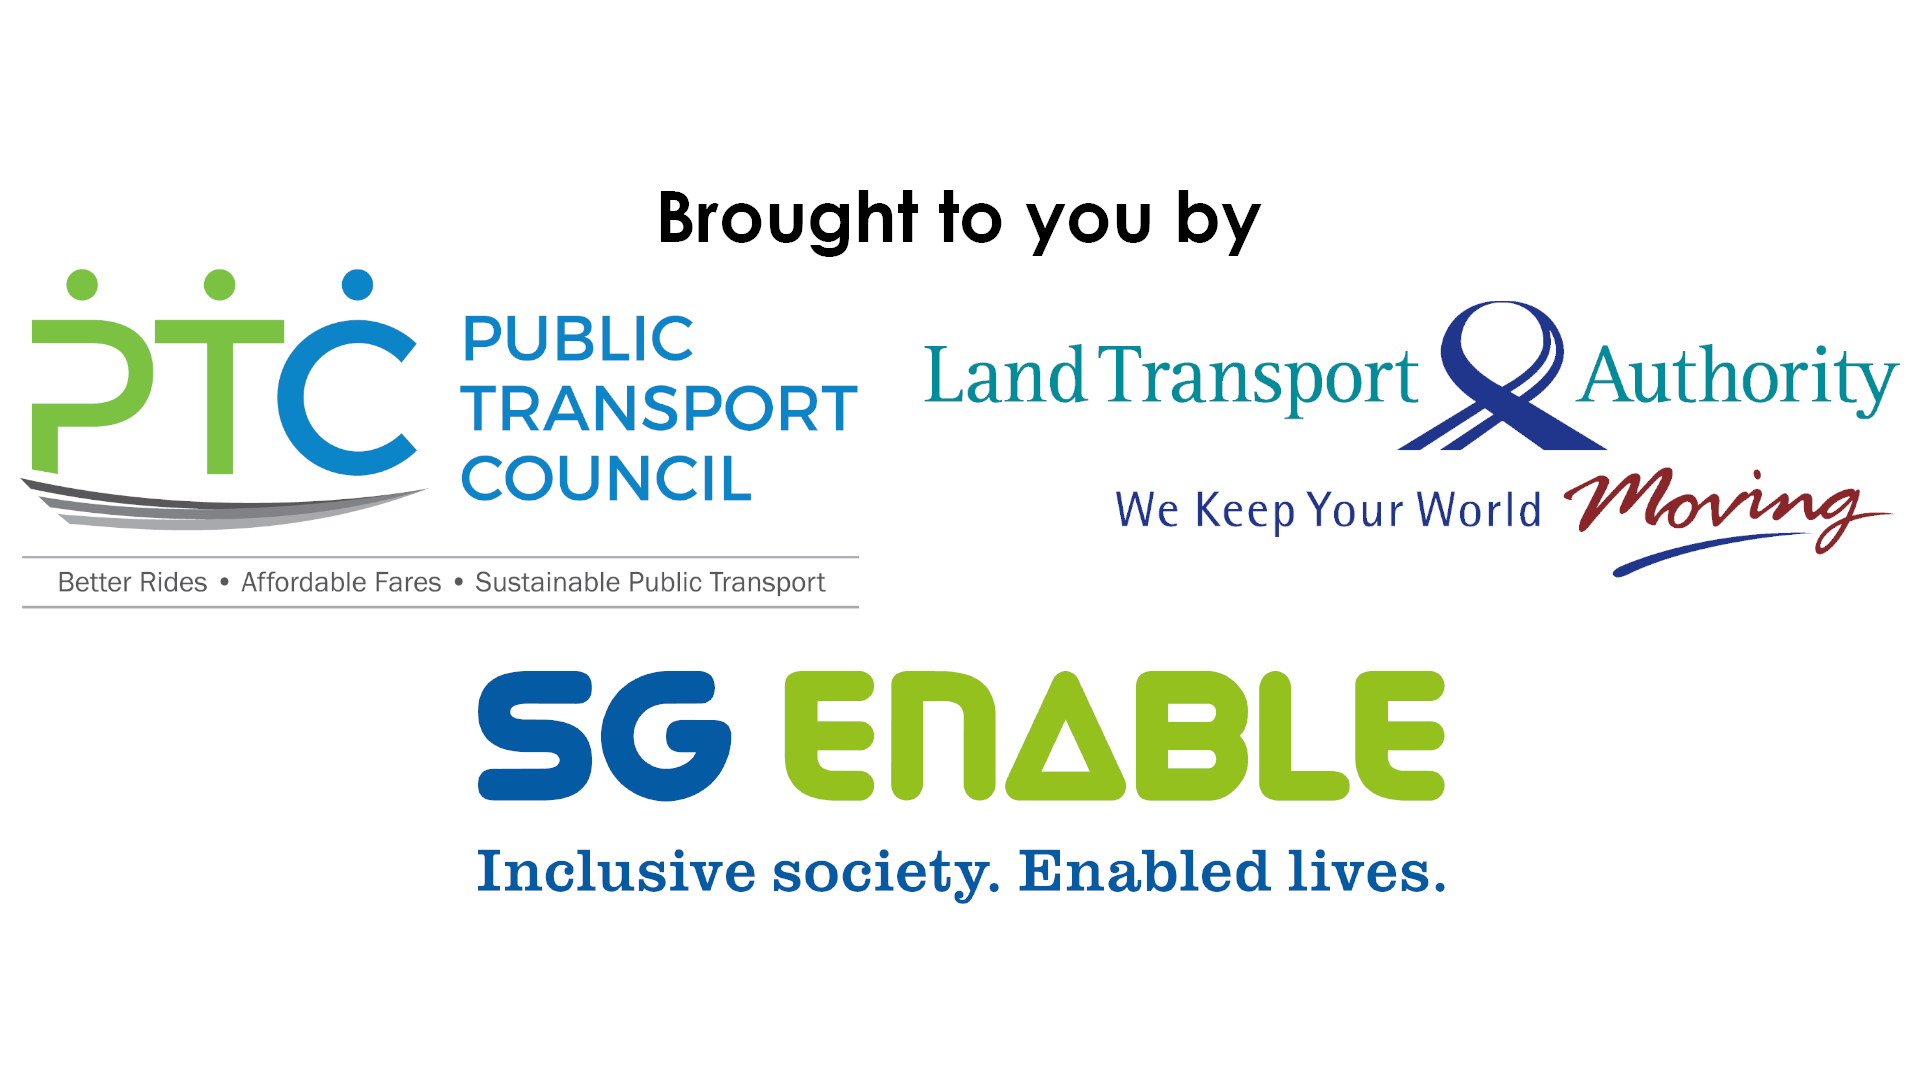 Brought to you by
PTC
PUBLIC
TRANSPORT
COUNCIL
Better Rides • Affordable Fares • Sustainable Public Transport
Land Transport Authority
We Keep Your World Moving
SG ENABLE
Inclusive society. Enabled lives.